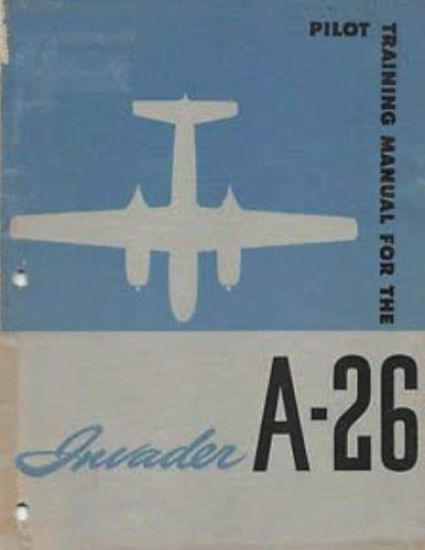 PILOT
TRAINING MANUAL FOR THE
Invader A-26